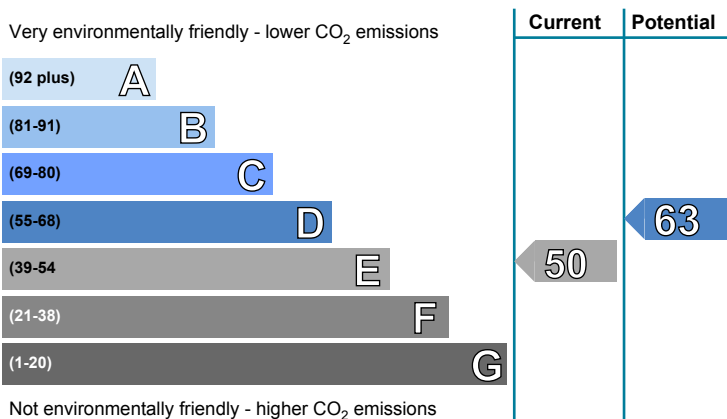 Very environmentally friendly - lower CO2 emissions
Current
Potential
(92 plus) A
(81-91) B
(69-80) C
(55-68) D
63
(39-54 E
50
(21-38) F
(1-20) G
Not environmentally friendly - higher CO2 emissions